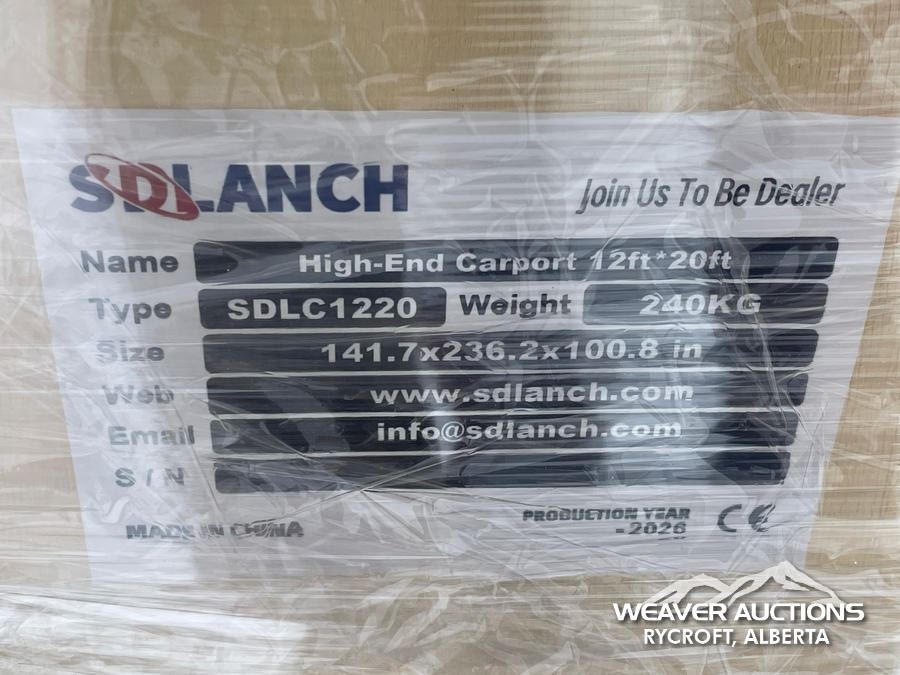 SDLANCH
Join Us To Be Dealer
Name High-End Carport 12ft*20ft
Type SDLC1220 Weight 240KG
Size 141.7x236.2x100.8 in
Web www.sdlanch.com
Email info@sdlanch.com
S / N
MADE IN CHINA
PRODUCTION YEAR
-2026
CE
WEAVER AUCTIONS
RYCROFT, ALBERTA